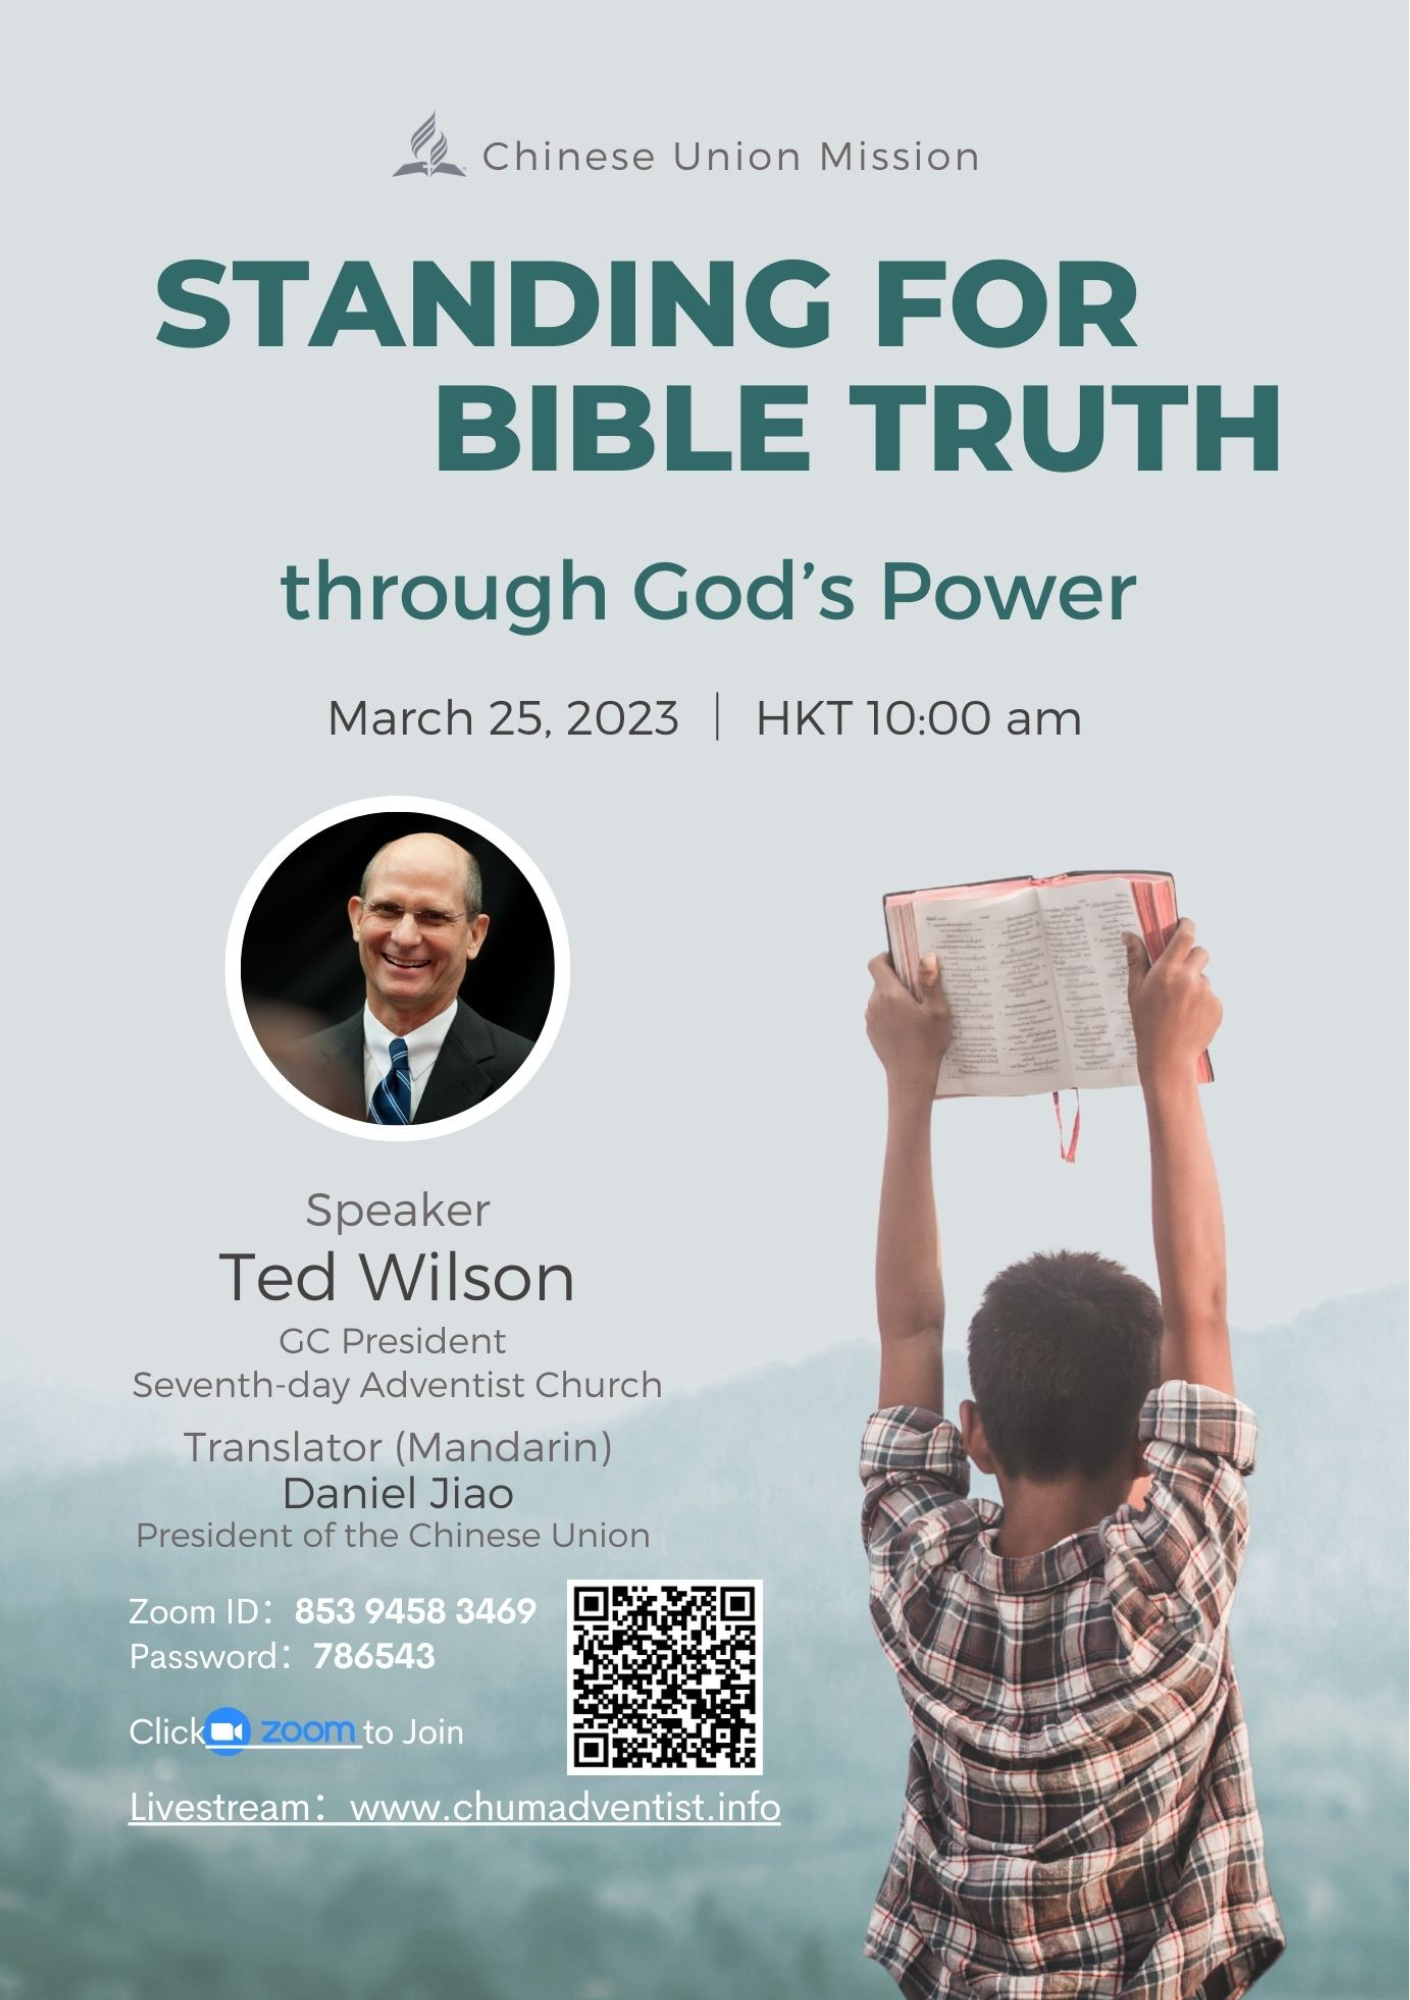 Chinese Union Mission
STANDING FOR
BIBLE TRUTH
through God's Power
March 25, 2023 | HKT 10:00 am
Speaker
Ted Wilson
GC President
Seventh-day Adventist Church
Translator (Mandarin)
Daniel Jiao
President of the Chinese Union
Zoom ID：853 9458 3469
Password：786543
Click zoom to Join
Livestream：www.chumadventist.info